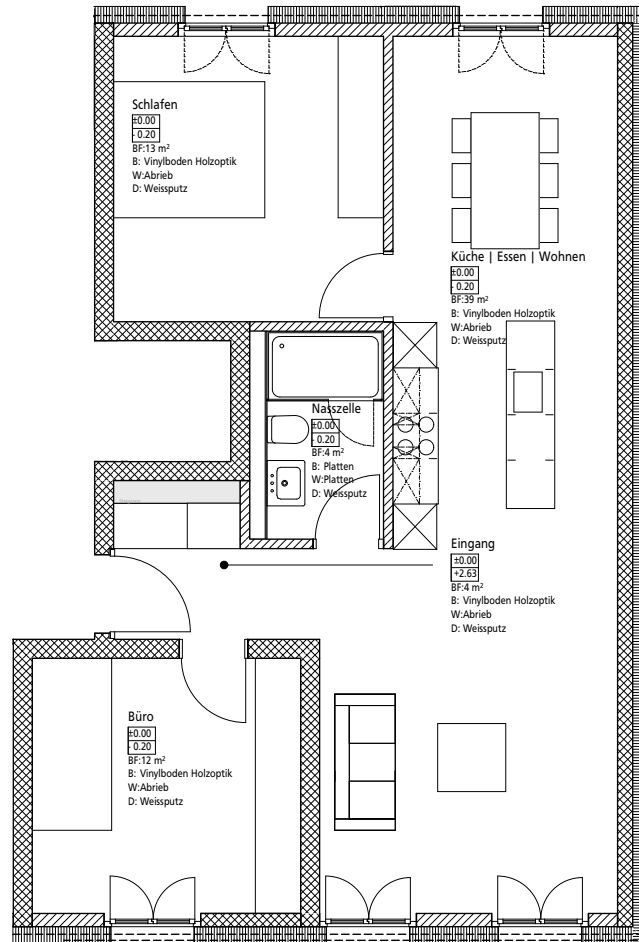 Schlafen
±0.00
- 0.20
BF:13 m²
B: Vinylboden Holzoptik
W:Abrieb
D: Weissputz
Küche | Essen | Wohnen
±0.00
- 0.20
BF:39 m²
B: Vinylboden Holzoptik
W:Abrieb
D: Weissputz
Nasszelle
±0.00
- 0.20
BF:4 m²
B: Platten
W:Platten
D: Weissputz
Eingang
±0.00
+2.63
BF:4 m²
B: Vinylboden Holzoptik
W:Abrieb
D: Weissputz
Büro
±0.00
- 0.20
BF:12 m²
B: Vinylboden Holzoptik
W:Abrieb
D: Weissputz